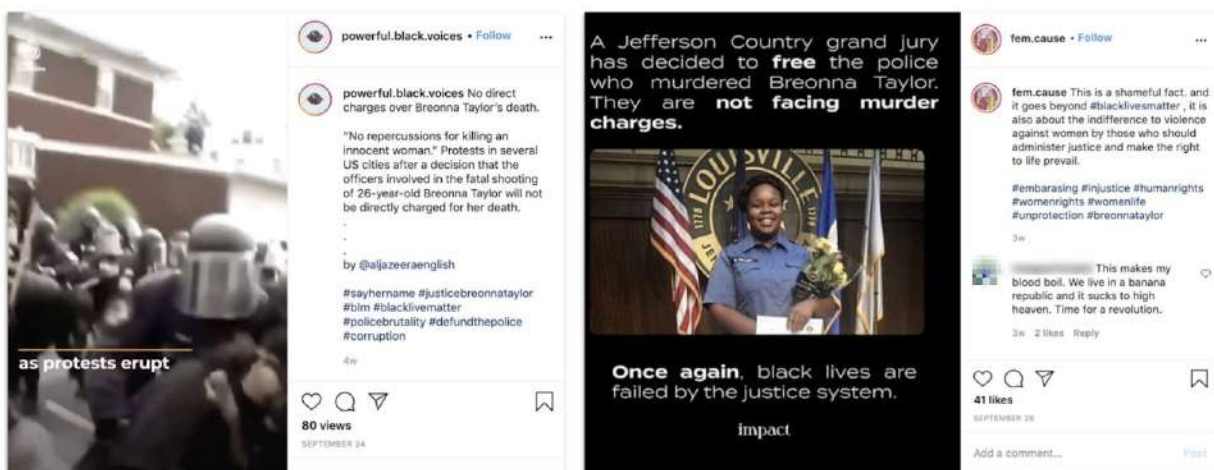 as protests erupt
powerful.black.voices • Follow
...
powerful.black.voices No direct
charges over Breonna Taylor's death.
"No repercussions for killing an
innocent woman." Protests in several
US cities after a decision that the
officers involved in the fatal shooting
of 26-year-old Breonna Taylor will not
be directly charged for her death.
.
.
.
by @aljazeeraenglish
#sayhername #justicebreonnataylor
#blm #blacklivematter
#policebrutality #defundthepolice
#corruption
4w
80 views
SEPTEMBER 24
A Jefferson Country grand jury
has decided to free the police
who murdered Breonna Taylor.
They are not facing murder
charges.
LOUISVILLE
1778
JEF
Once again, black lives are
failed by the justice system.
impact
fem.cause • Follow
...
fem.cause This is a shameful fact. and
it goes beyond #blacklivesmatter , it is
also about the indifference to violence
against women by those who should
administer justice and make the right
to life prevail.
#embarasing #injustice #humanrights
#womenrights #womenlife
#unprotection #breonnataylor
3w
This makes my
blood boil. We live in a banana
republic and it sucks to high
heaven. Time for a revolution.
3w 2 likes Reply
41 likes
SEPTEMBER 26
Add a comment... Post